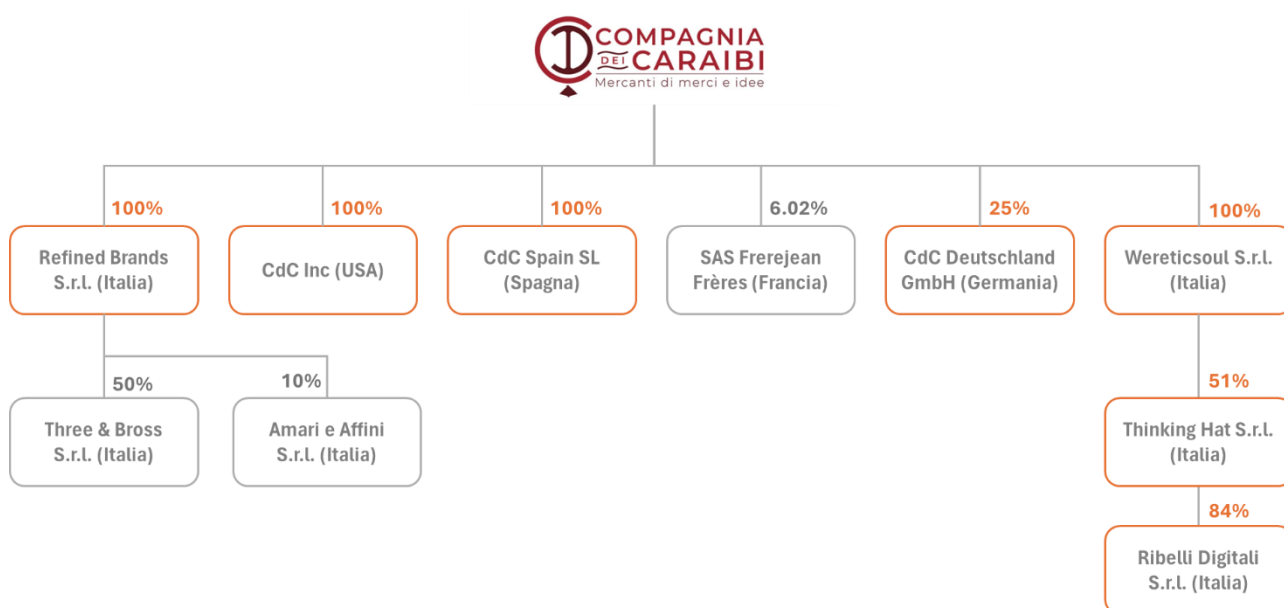 COMPAGNIA
DEI CARAIBI
Mercanti di merci e idee
100%
100%
100%
6.02%
25%
100%
Refined Brands
S.r.l. (Italia)
CdC Inc (USA)
CdC Spain SL
(Spagna)
SAS Frerejean
Frères (Francia)
CdC Deutschland
GmbH (Germania)
Wereticsoul S.r.l.
(Italia)
50%
10%
51%
Three & Bross
S.r.l. (Italia)
Amari e Affini
S.r.l. (Italia)
Thinking Hat S.r.l.
(Italia)
84%
Ribelli Digitali
S.r.l. (Italia)